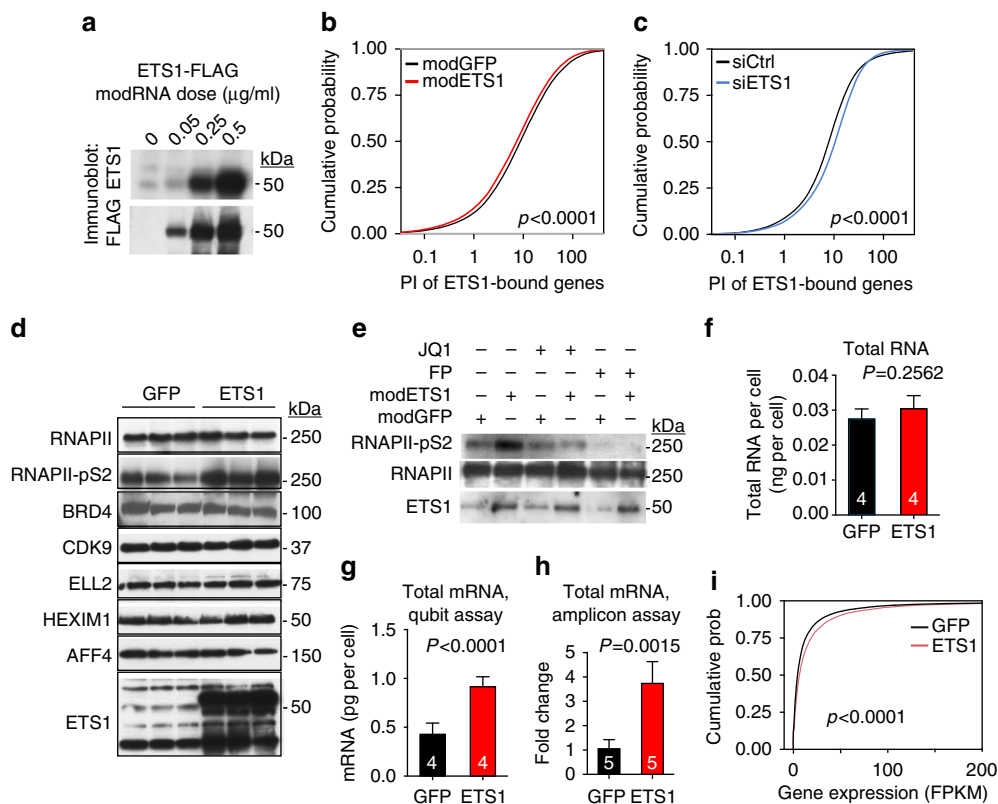 a
ETS1-FLAG
modRNA dose (μg/ml)
0 0.05 0.25 0.5
kDa
Immunoblot:
FLAG ETS1
-50
-50
b
1.00
0.75
0.50
0.25
0.00
Cumulative probability
modGFP
modETS1
p<0.0001
0.1 1 10 100
PI of ETS1-bound genes
c
1.00
0.75
0.50
0.25
0.00
Cumulative probability
siCtrl
siETS1
p<0.0001
0.1 1 10 100
PI of ETS1-bound genes
d
GFP ETS1
kDa
RNAPII -250
RNAPII-pS2 -250
BRD4 -100
CDK9 -37
ELL2 -75
HEXIM1 -50
AFF4 -150
ETS1 -50
e
JQ1 – – + + – –
FP – – – – + +
modETS1 – + – + – +
modGFP + – + – + –
kDa
RNAPII-pS2 -250
RNAPII -250
ETS1 -50
f
Total RNA
P=0.2562
0.04
0.03
0.02
0.01
0.00
Total RNA per cell
(ng per cell)
4 4
GFP ETS1
g
Total mRNA,
qubit assay
P<0.0001
1.5
1.0
0.5
0.0
mRNA (pg per cell)
4 4
GFP ETS1
h
Total mRNA,
amplicon assay
P=0.0015
5
4
3
2
1
0
Fold change
5 5
GFP ETS1
i
1.00
0.75
0.50
0.25
0.00
Cumulative prob
GFP
ETS1
p<0.0001
0 100 200
Gene expression (FPKM)